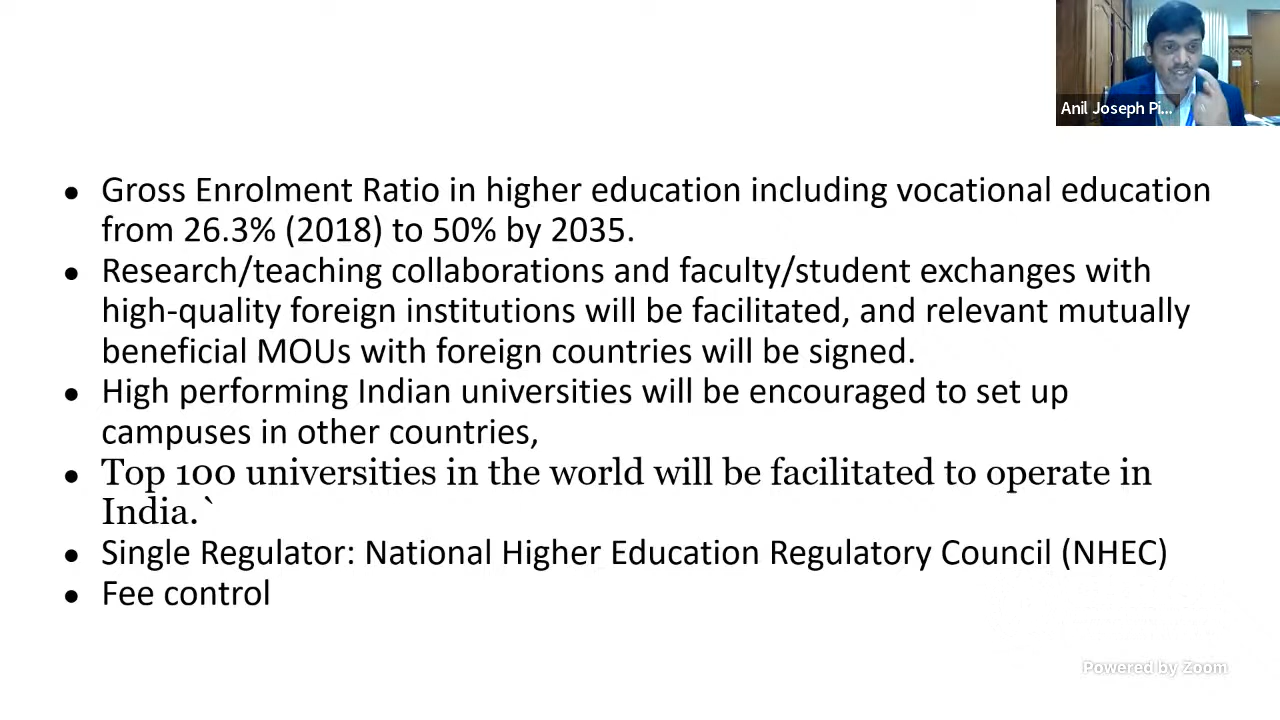 Anil Joseph Pi...
• Gross Enrolment Ratio in higher education including vocational education
from 26.3% (2018) to 50% by 2035.
• Research/teaching collaborations and faculty/student exchanges with
high-quality foreign institutions will be facilitated, and relevant mutually
beneficial MOUs with foreign countries will be signed.
• High performing Indian universities will be encouraged to set up
campuses in other countries,
• Top 100 universities in the world will be facilitated to operate in
India.`
• Single Regulator: National Higher Education Regulatory Council (NHEC)
• Fee control
Powered by Zoom